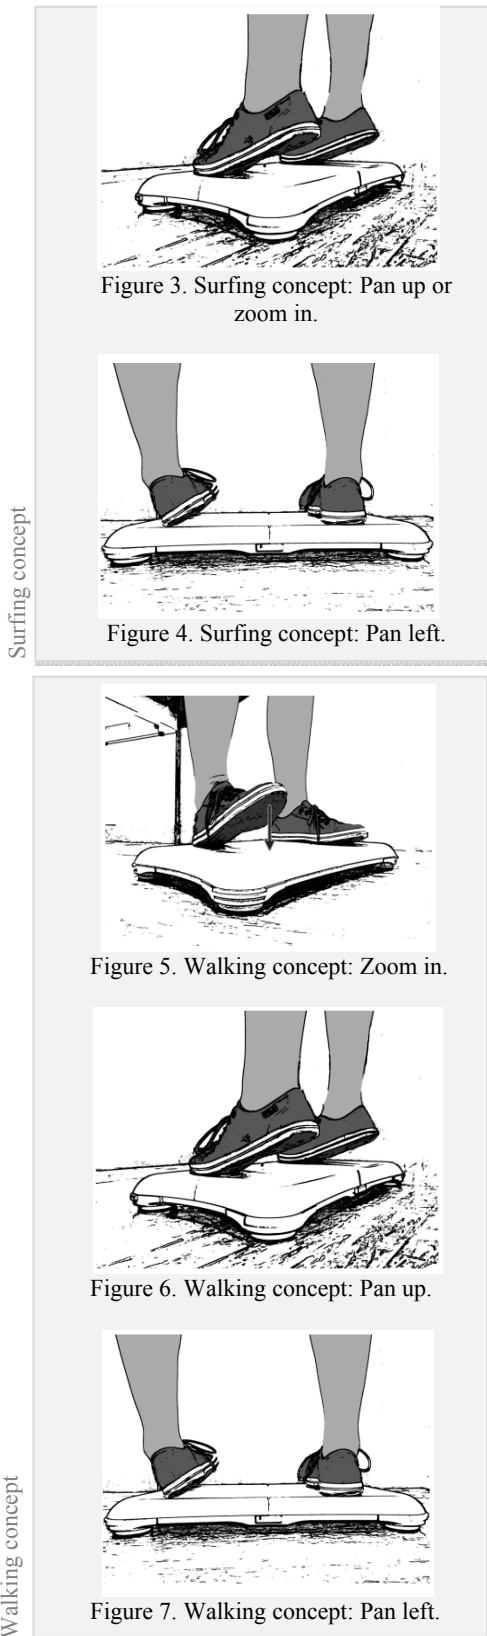 Figure 3. Surfing concept: Pan up or
zoom in.
Figure 4. Surfing concept: Pan left.
Surfing concept
Figure 5. Walking concept: Zoom in.
Figure 6. Walking concept: Pan up.
Figure 7. Walking concept: Pan left.
Walking concept